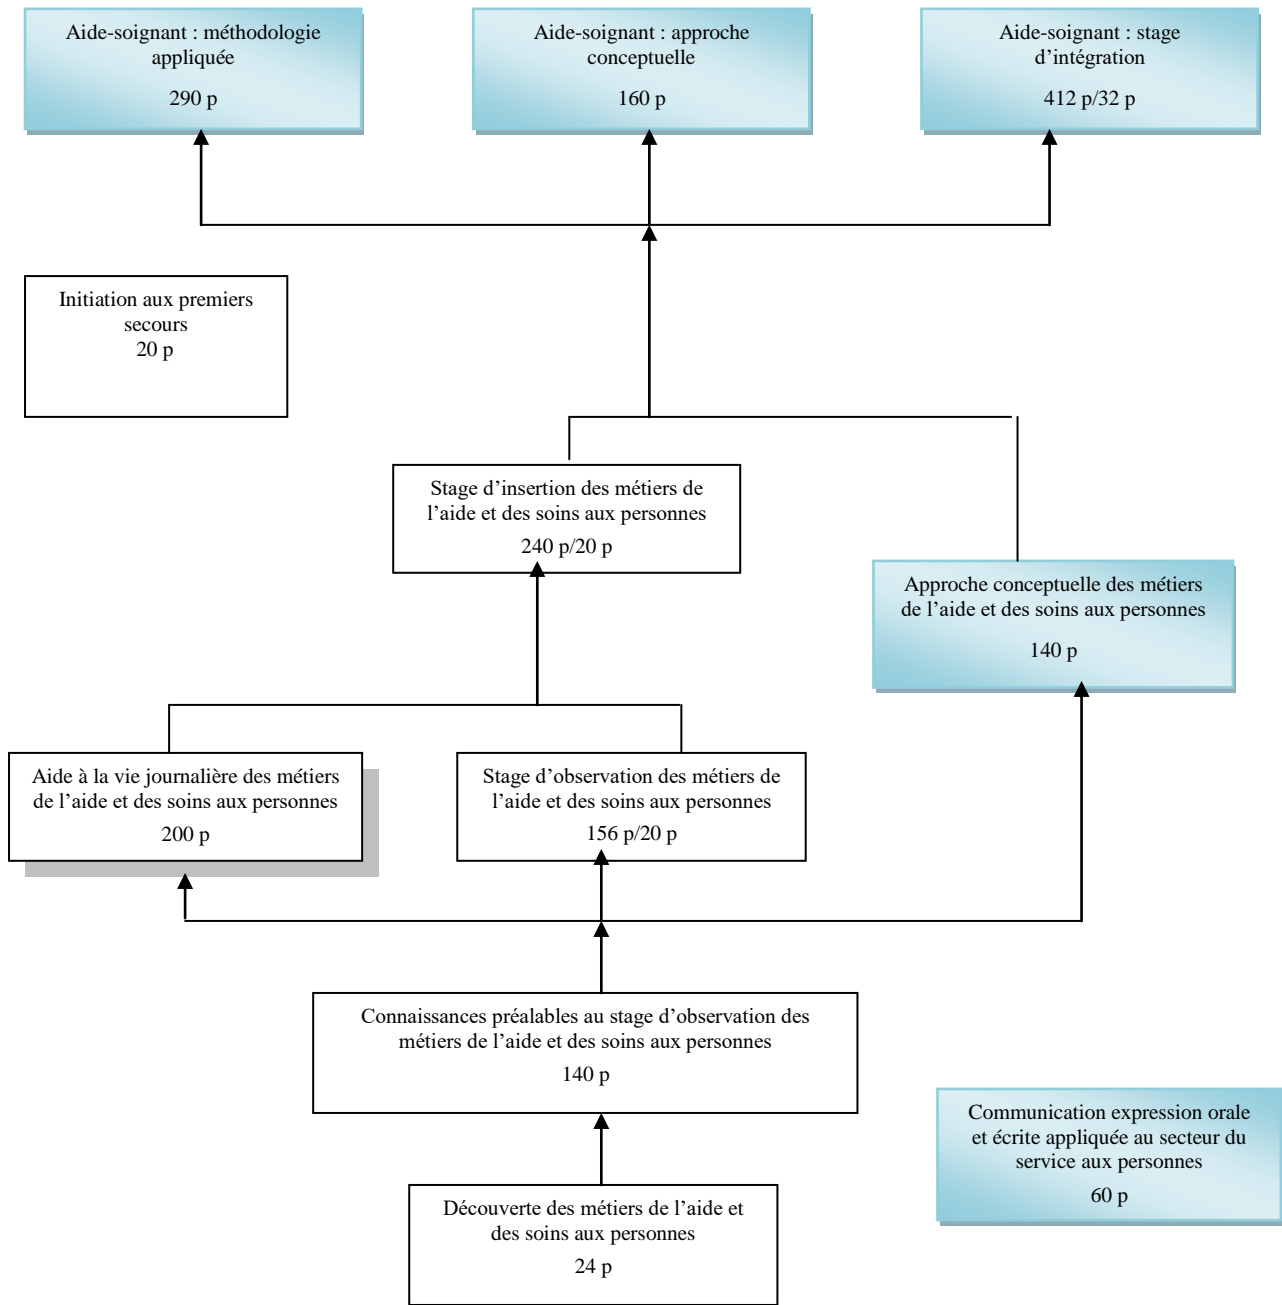 Aide-soignant : méthodologie
appliquée
290 p
Aide-soignant : approche
conceptuelle
160 p
Aide-soignant : stage
d’intégration
412 p/32 p
Initiation aux premiers
secours
20 p
Stage d’insertion des métiers de
l’aide et des soins aux personnes
240 p/20 p
Approche conceptuelle des métiers
de l’aide et des soins aux personnes
140 p
Aide à la vie journalière des métiers
de l’aide et des soins aux personnes
200 p
Stage d’observation des métiers de
l’aide et des soins aux personnes
156 p/20 p
Connaissances préalables au stage d’observation des
métiers de l’aide et des soins aux personnes
140 p
Communication expression orale
et écrite appliquée au secteur du
service aux personnes
60 p
Découverte des métiers de l’aide et
des soins aux personnes
24 p